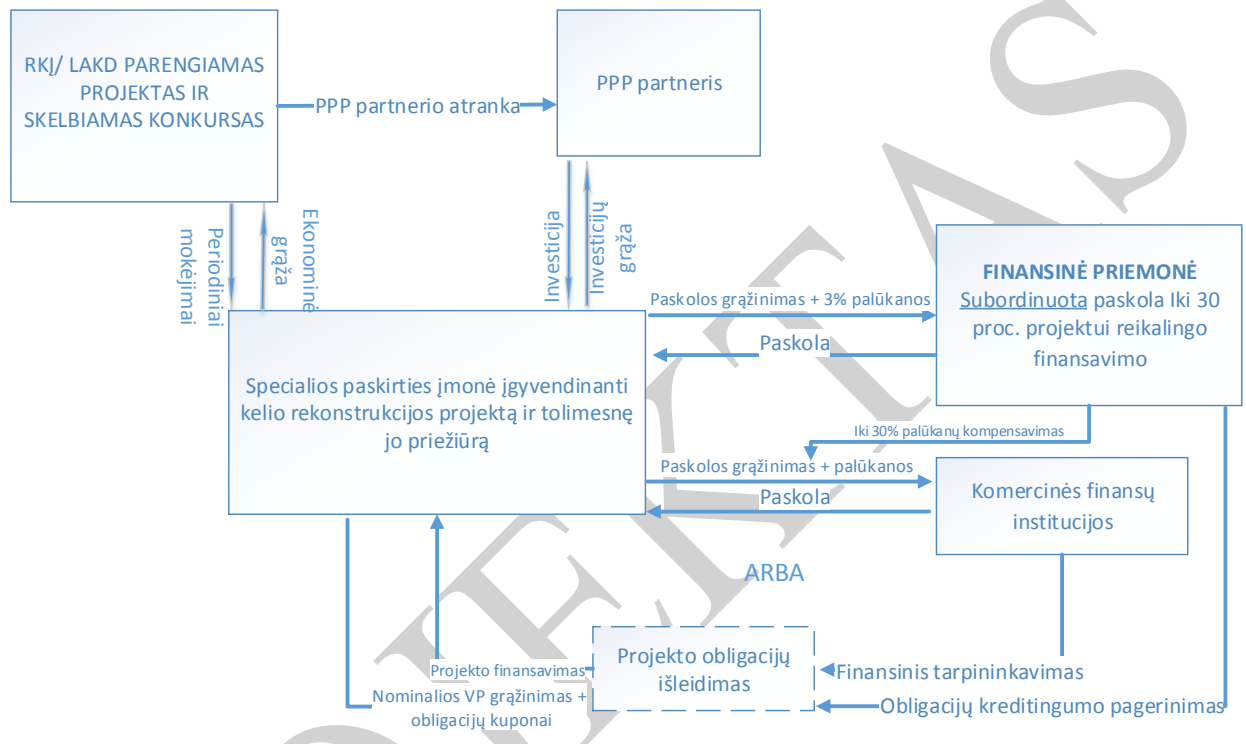 RKĮ/ LAKD PARENGIAMAS
PROJEKTAS IR
SKELBIAMAS KONKURSAS
PPP partnerio atranka
PPP partneris
Periodiniai
mokėjimai
Ekonominė
grąža
Investicija
Investicijų
grąža
FINANSINĖ PRIEMONĖ
Subordinuota paskola Iki 30
proc. projektui reikalingo
finansavimo
Paskolos grąžinimas + 3% palūkanos
Paskola
Specialios paskirties įmonė įgyvendinanti
kelio rekonstrukcijos projektą ir tolimesnę
jo priežiūrą
Iki 30% palūkanų kompensavimas
Paskolos grąžinimas + palūkanos
Paskola
Komercinės finansų
institucijos
ARBA
Projekto obligacijų
išleidimas
Projekto finansavimas
Nominalios VP grąžinimas +
obligacijų kuponai
Finansinis tarpininkavimas
Obligacijų kreditingumo pagerinimas